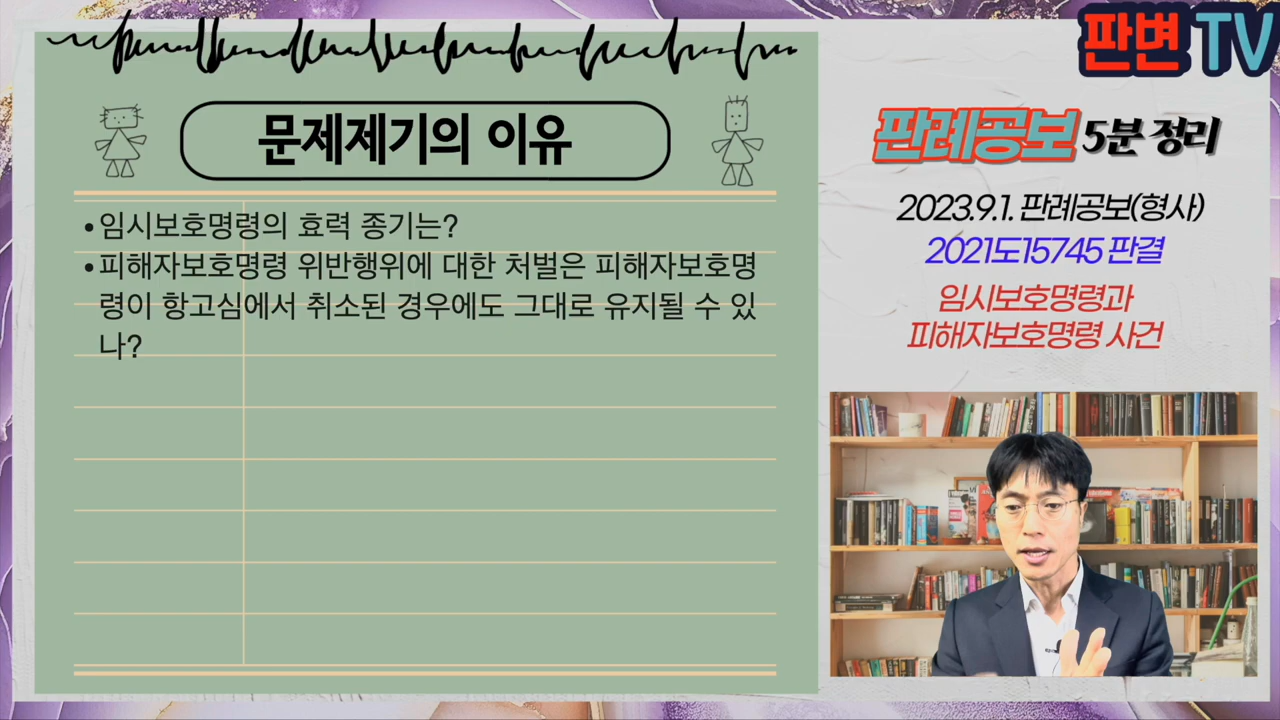 판변 TV
문제제기의 이유
•임시보호명령의 효력 종기는?
•피해자보호명령 위반행위에 대한 처벌은 피해자보호명
령이 항고심에서 취소된 경우에도 그대로 유지될 수 있
나?
판례공보 5분 정리
2023.9.1. 판례공보(형사)
2021도15745 판결
임시보호명령과
피해자보호명령 사건